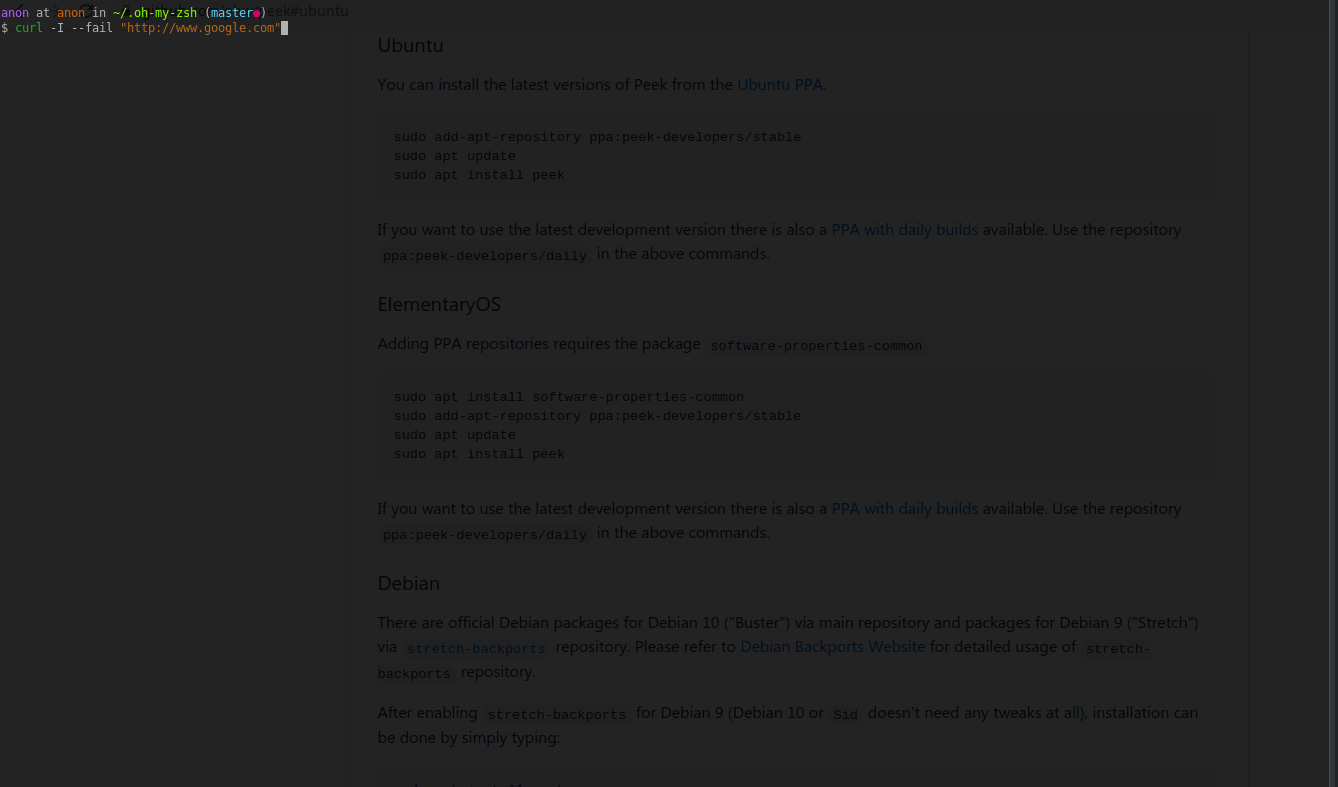 anon at anon in ~/.oh-my-zsh (master●) eek#ubuntu
$ curl -I --fail "http://www.google.com"
Ubuntu
You can install the latest versions of Peek from the Ubuntu PPA.
sudo add-apt-repository ppa:peek-developers/stable
sudo apt update
sudo apt install peek
If you want to use the latest development version there is also a PPA with daily builds available. Use the repository
ppa:peek-developers/daily in the above commands.
ElementaryOS
Adding PPA repositories requires the package software-properties-common
sudo apt install software-properties-common
sudo add-apt-repository ppa:peek-developers/stable
sudo apt update
sudo apt install peek
If you want to use the latest development version there is also a PPA with daily builds available. Use the repository
ppa:peek-developers/daily in the above commands.
Debian
There are official Debian packages for Debian 10 ("Buster") via main repository and packages for Debian 9 ("Stretch")
via stretch-backports repository. Please refer to Debian Backports Website for detailed usage of stretch-
backports repository.
After enabling stretch-backports for Debian 9 (Debian 10 or Sid doesn't need any tweaks at all), installation can
be done by simply typing: